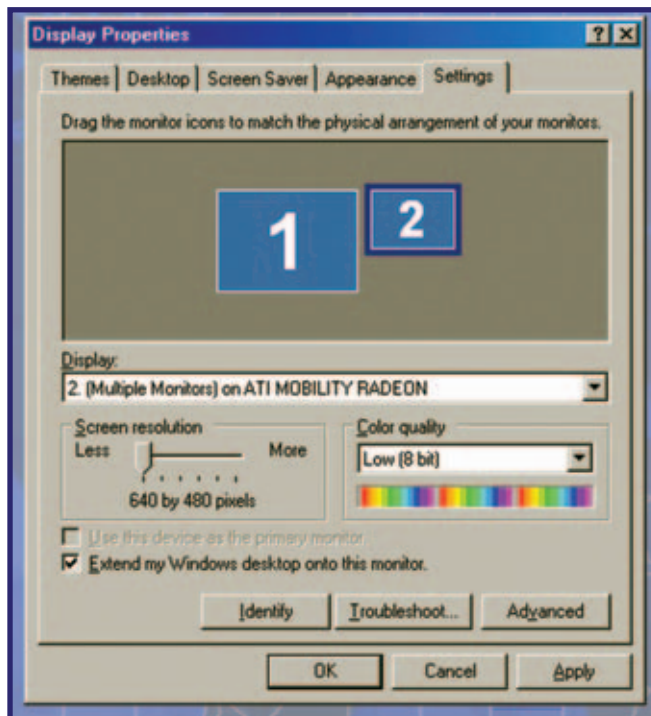 Display Properties
Themes Desktop Screen Saver Appearance Settings
Drag the monitor icons to match the physical arrangement of your monitors.
1 2
Display:
2. (Multiple Monitors) on ATI MOBILITY RADEON
Screen resolution
Less More
640 by 480 pixels
Color quality
Low (8 bit)
Use this device as the primary monitor.
Extend my Windows desktop onto this monitor.
Identify Troubleshoot... Advanced
OK Cancel Apply